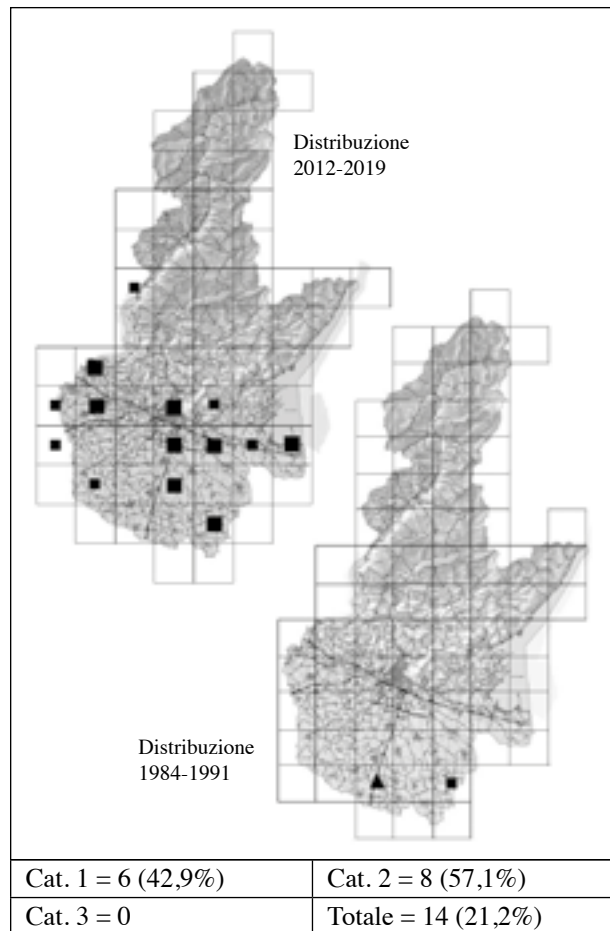 Distribuzione
2012-2019
Distribuzione
1984-1991
Cat. 1 = 6 (42,9%)
Cat. 2 = 8 (57,1%)
Cat. 3 = 0
Totale = 14 (21,2%)